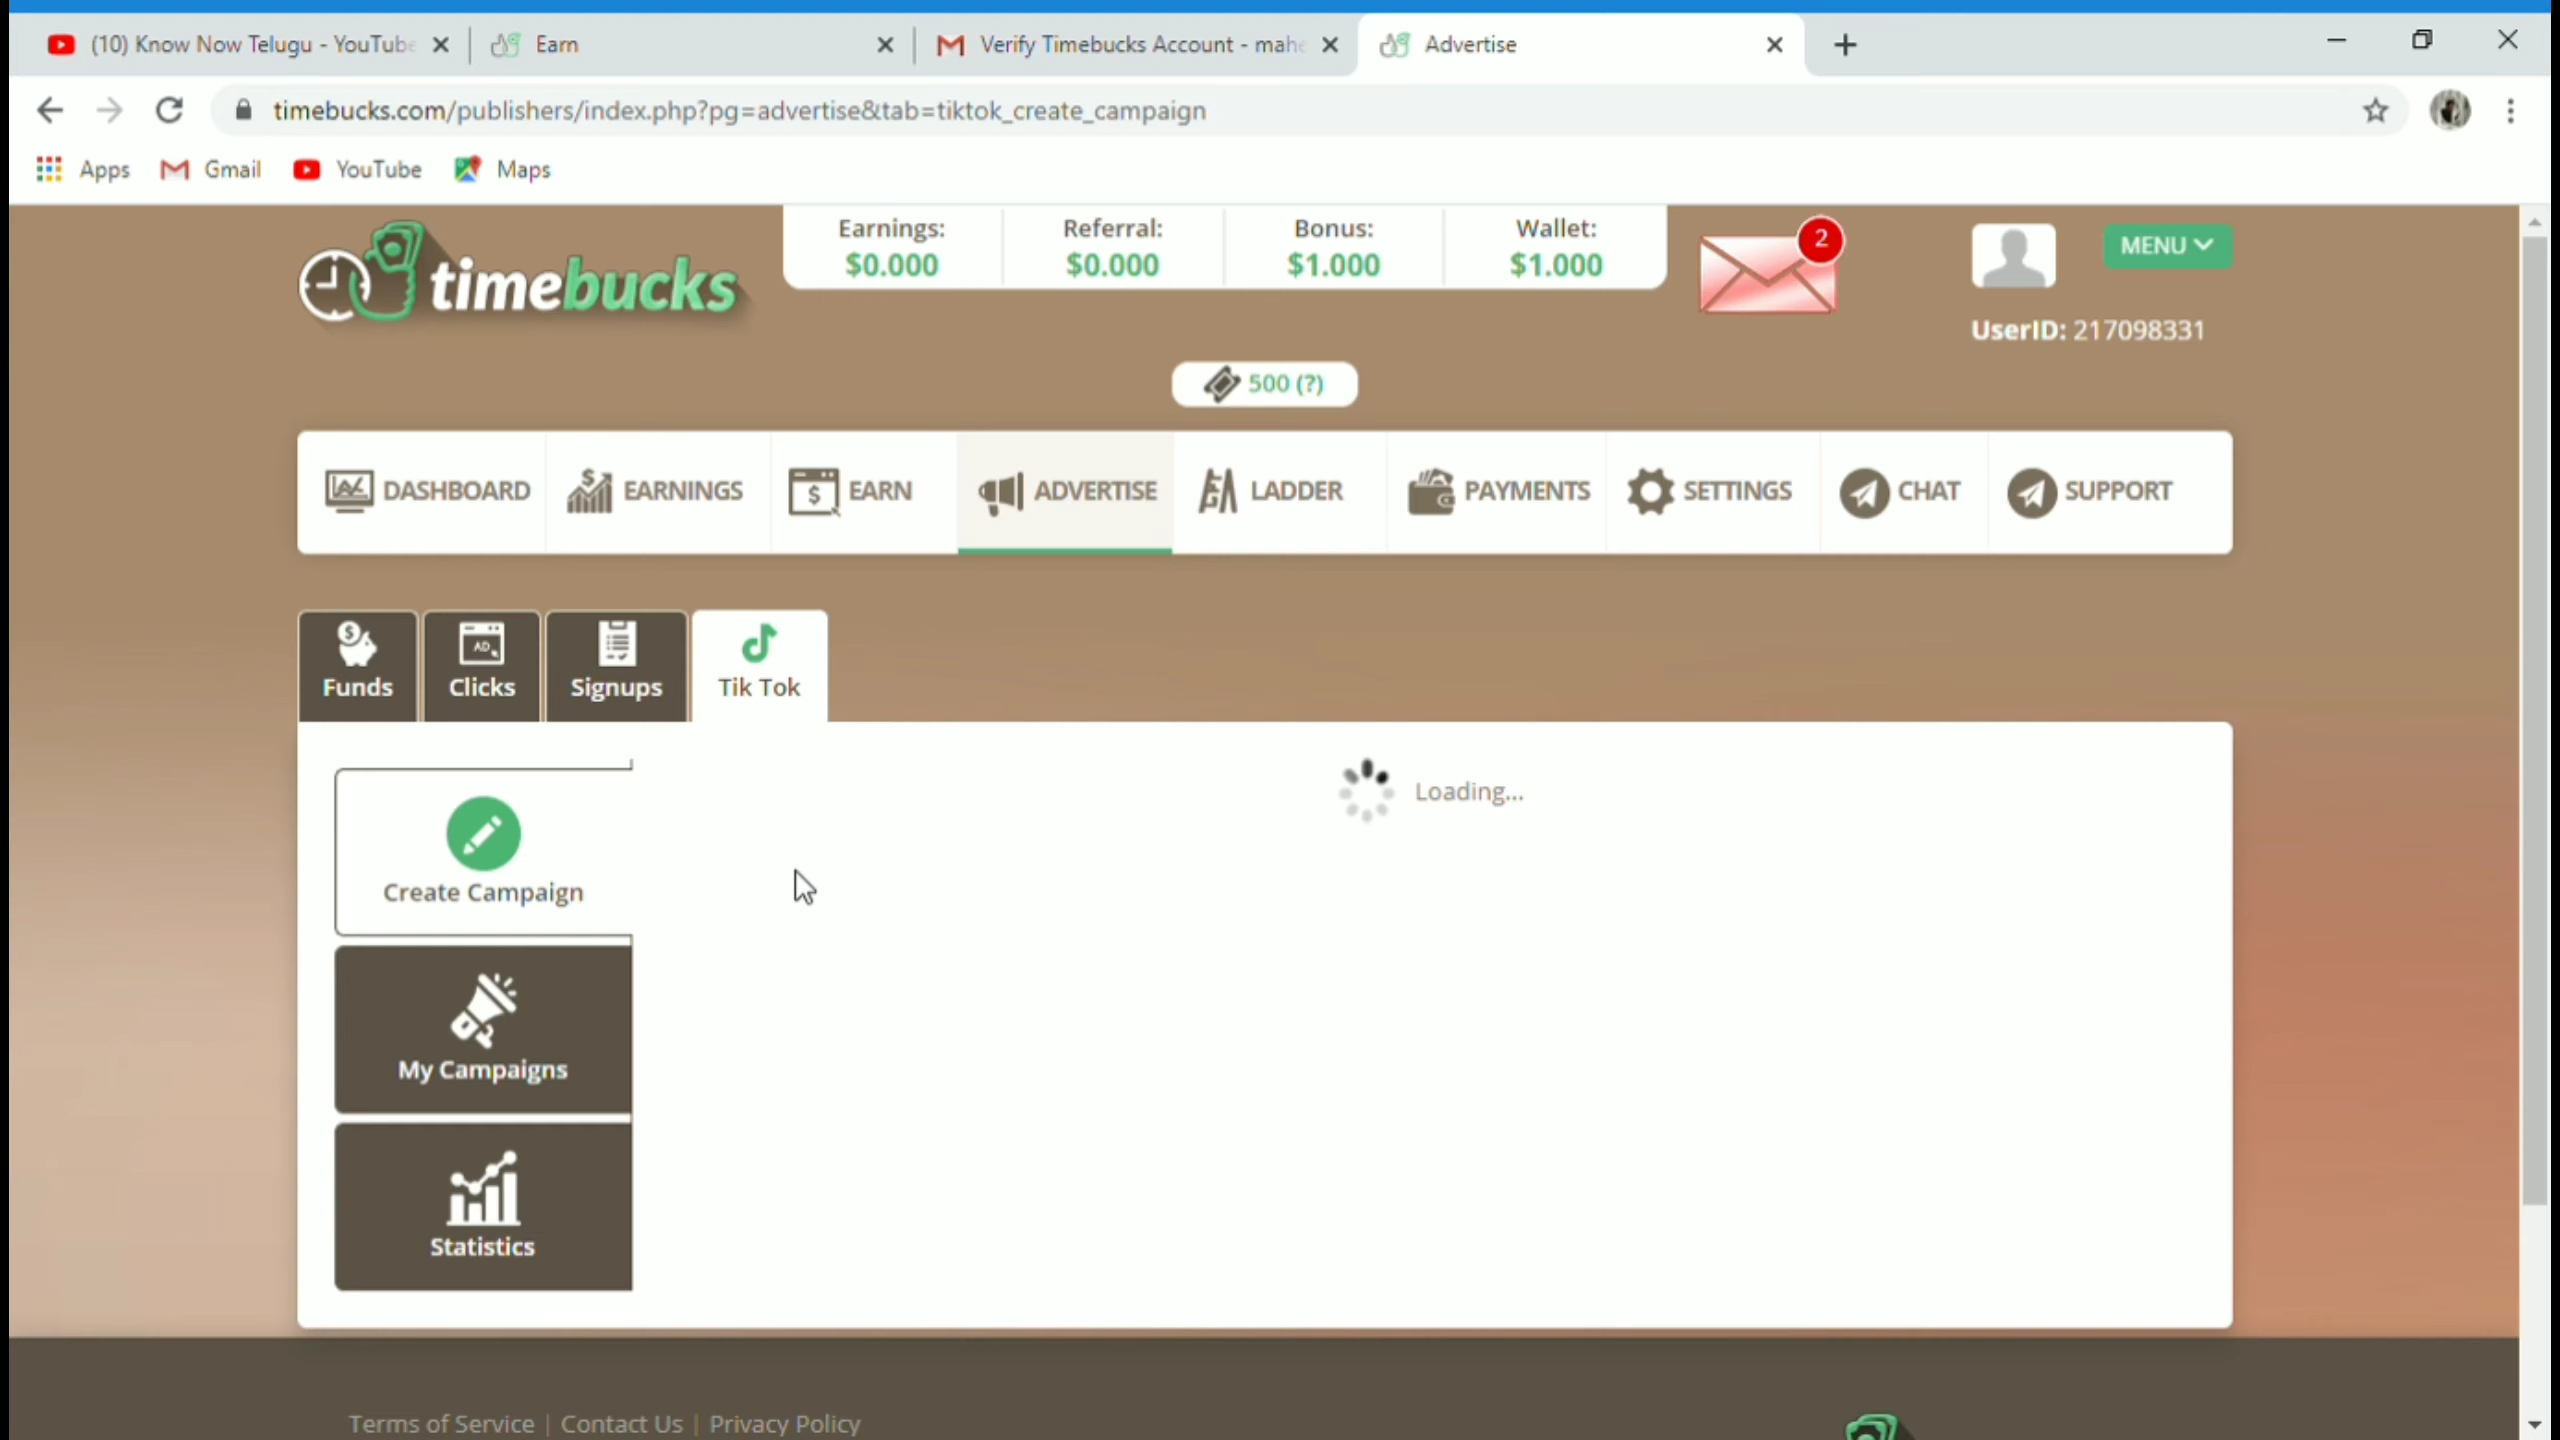 (10) Know Now Telugu - YouTube
Earn
Verify Timebucks Account - mahe
Advertise
timebucks.com/publishers/index.php?pg=advertise&tab=tiktok_create_campaign
Apps
Gmail
YouTube
Maps
timebucks
Earnings:
$0.000
Referral:
$0.000
Bonus:
$1.000
Wallet:
$1.000
2
MENU
UserID: 217098331
500 (?)
DASHBOARD
EARNINGS
EARN
ADVERTISE
LADDER
PAYMENTS
SETTINGS
CHAT
SUPPORT
Funds
AD
Clicks
Signups
Tik Tok
Create Campaign
Loading...
My Campaigns
Statistics
Terms of Service | Contact Us | Privacy Policy